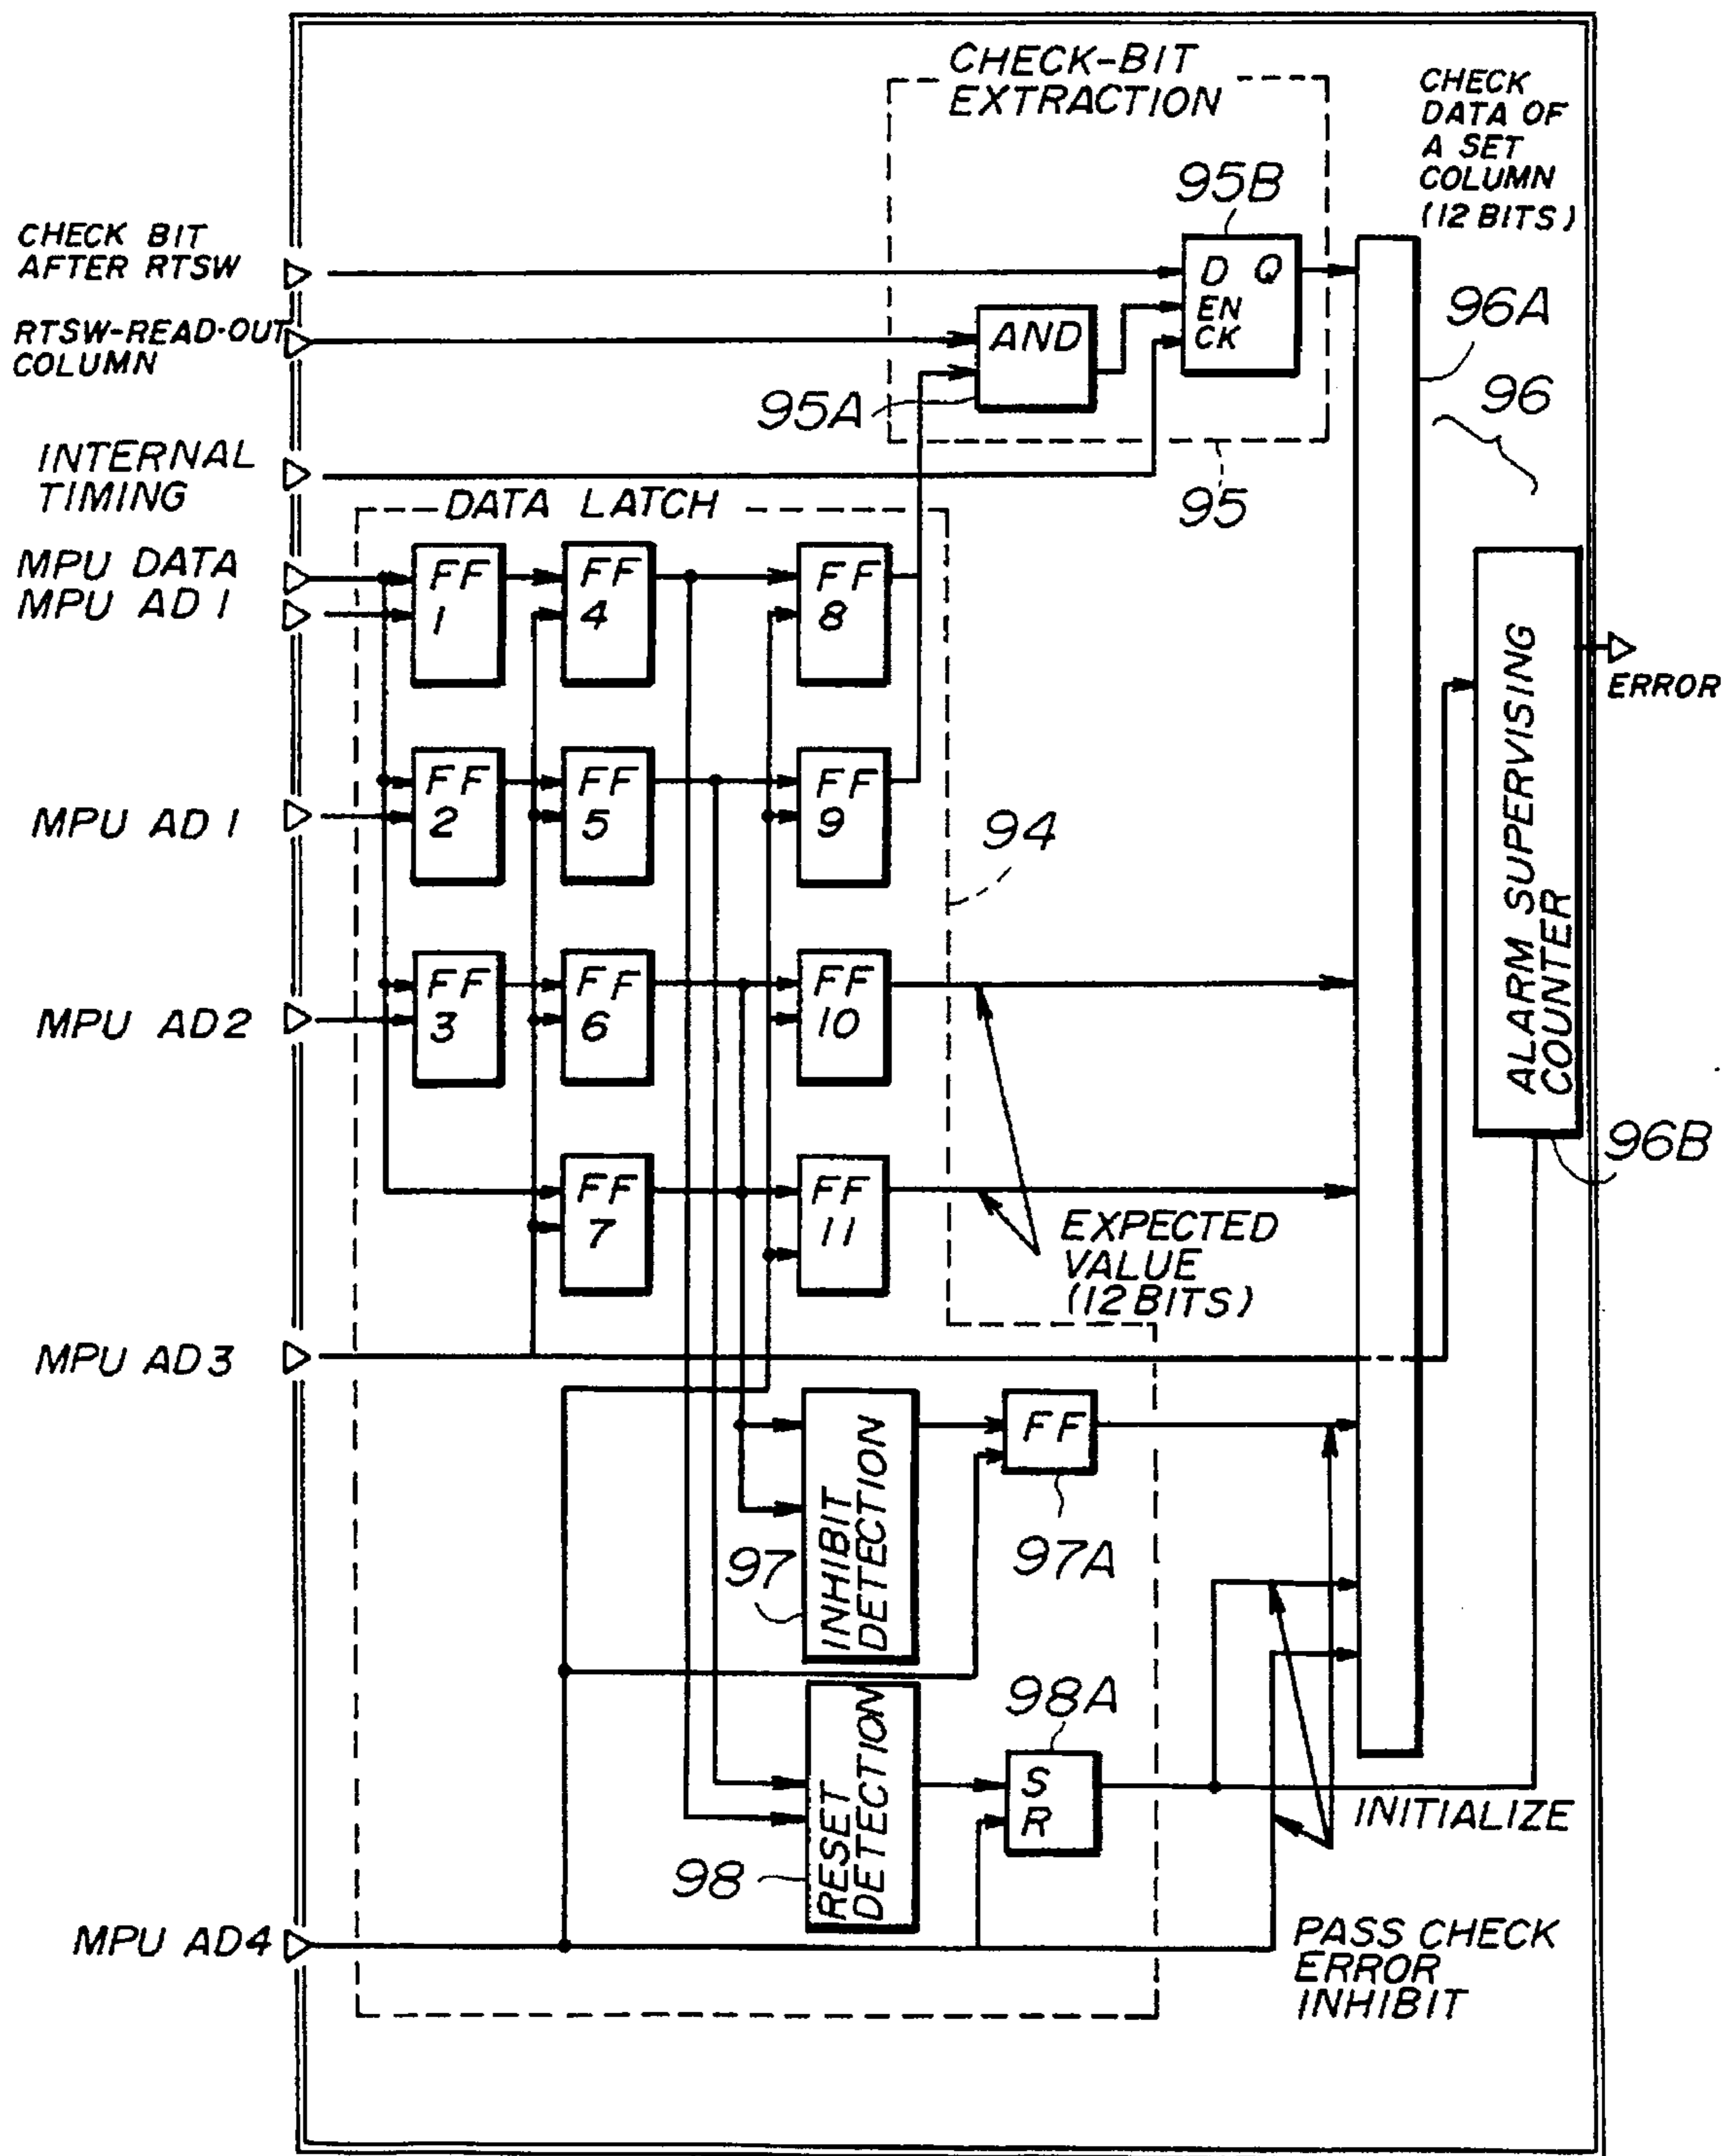 CHECK-BIT
EXTRACTION
CHECK
DATA OF
A SET
COLUMN
(12 BITS)
95B
CHECK BIT
AFTER RTSW
D Q
EN
CK
96A
RTSW-READ-OUT
COLUMN
AND
95A
96
INTERNAL
TIMING
95
DATA LATCH
MPU DATA
MPU AD 1
FF
1
FF
4
FF
8
ERROR
ALARM SUPERVISING
COUNTER
96B
MPU AD 1
FF
2
FF
5
FF
9
94
MPU AD2
FF
3
FF
6
FF
10
FF
7
FF
11
EXPECTED
VALUE
(12 BITS)
MPU AD3
INHIBIT
DETECTION
FF
97
97A
RESET
DETECTION
98A
S
R
98
INITIALIZE
MPU AD4
PASS CHECK
ERROR
INHIBIT